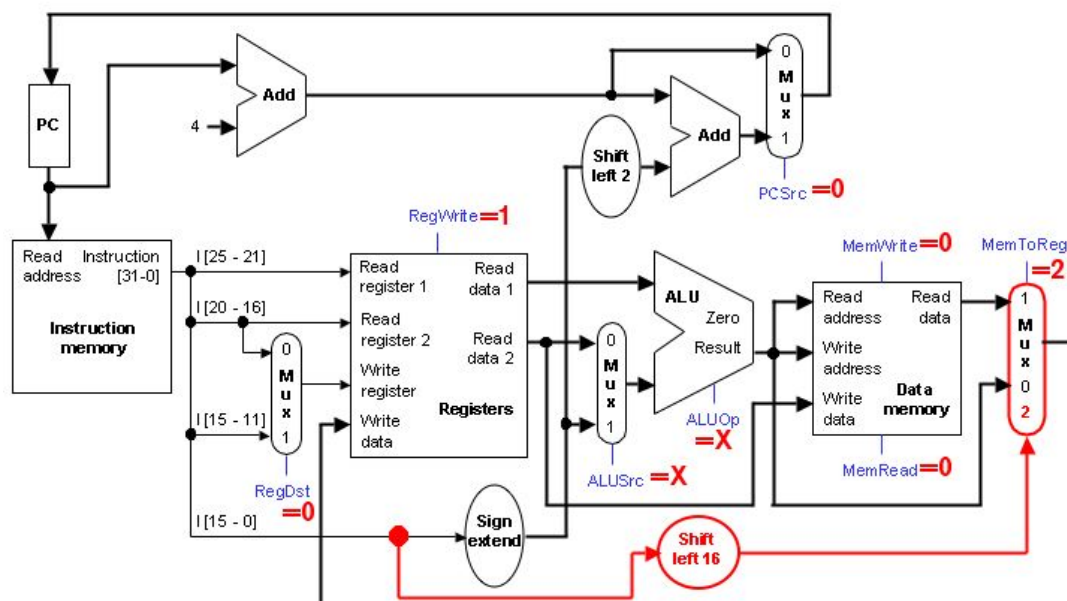 PC
4
Add
Shift
left 2
Add
0
M
u
x
1
PCSrc =0
RegWrite =1
MemWrite =0
MemToReg
=2
Read
address
Instruction
[31-0]
Instruction
memory
I [25 - 21]
I [20 - 16]
I [15 - 11]
I [15 - 0]
0
M
u
x
1
RegDst
=0
Read
register 1
Read
register 2
Write
register
Write
data
Read
data 1
Read
data 2
Registers
Sign
extend
0
M
u
x
1
ALUSrc =X
ALU
Zero
Result
ALUOp
=X
Read
address
Write
address
Write
data
Read
data
Data
memory
MemRead =0
Shift
left 16
1
M
u
x
0
2